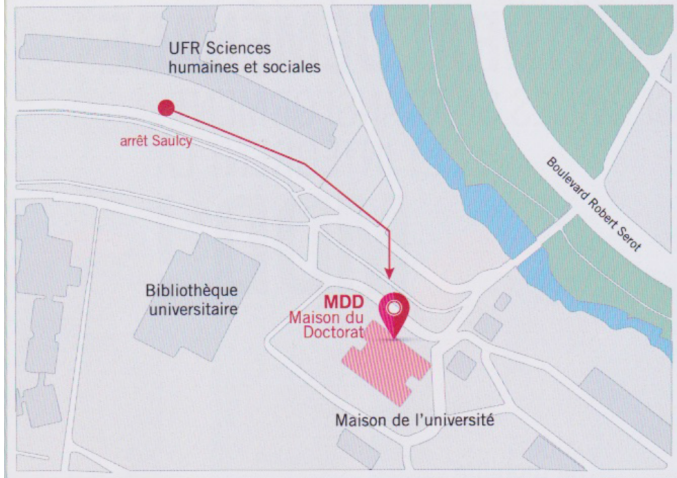 UFR Sciences
humaines et sociales
arrêt Saulcy
Boulevard Robert Serot
Bibliothèque
universitaire
MDD
Maison du
Doctorat
Maison de l'université